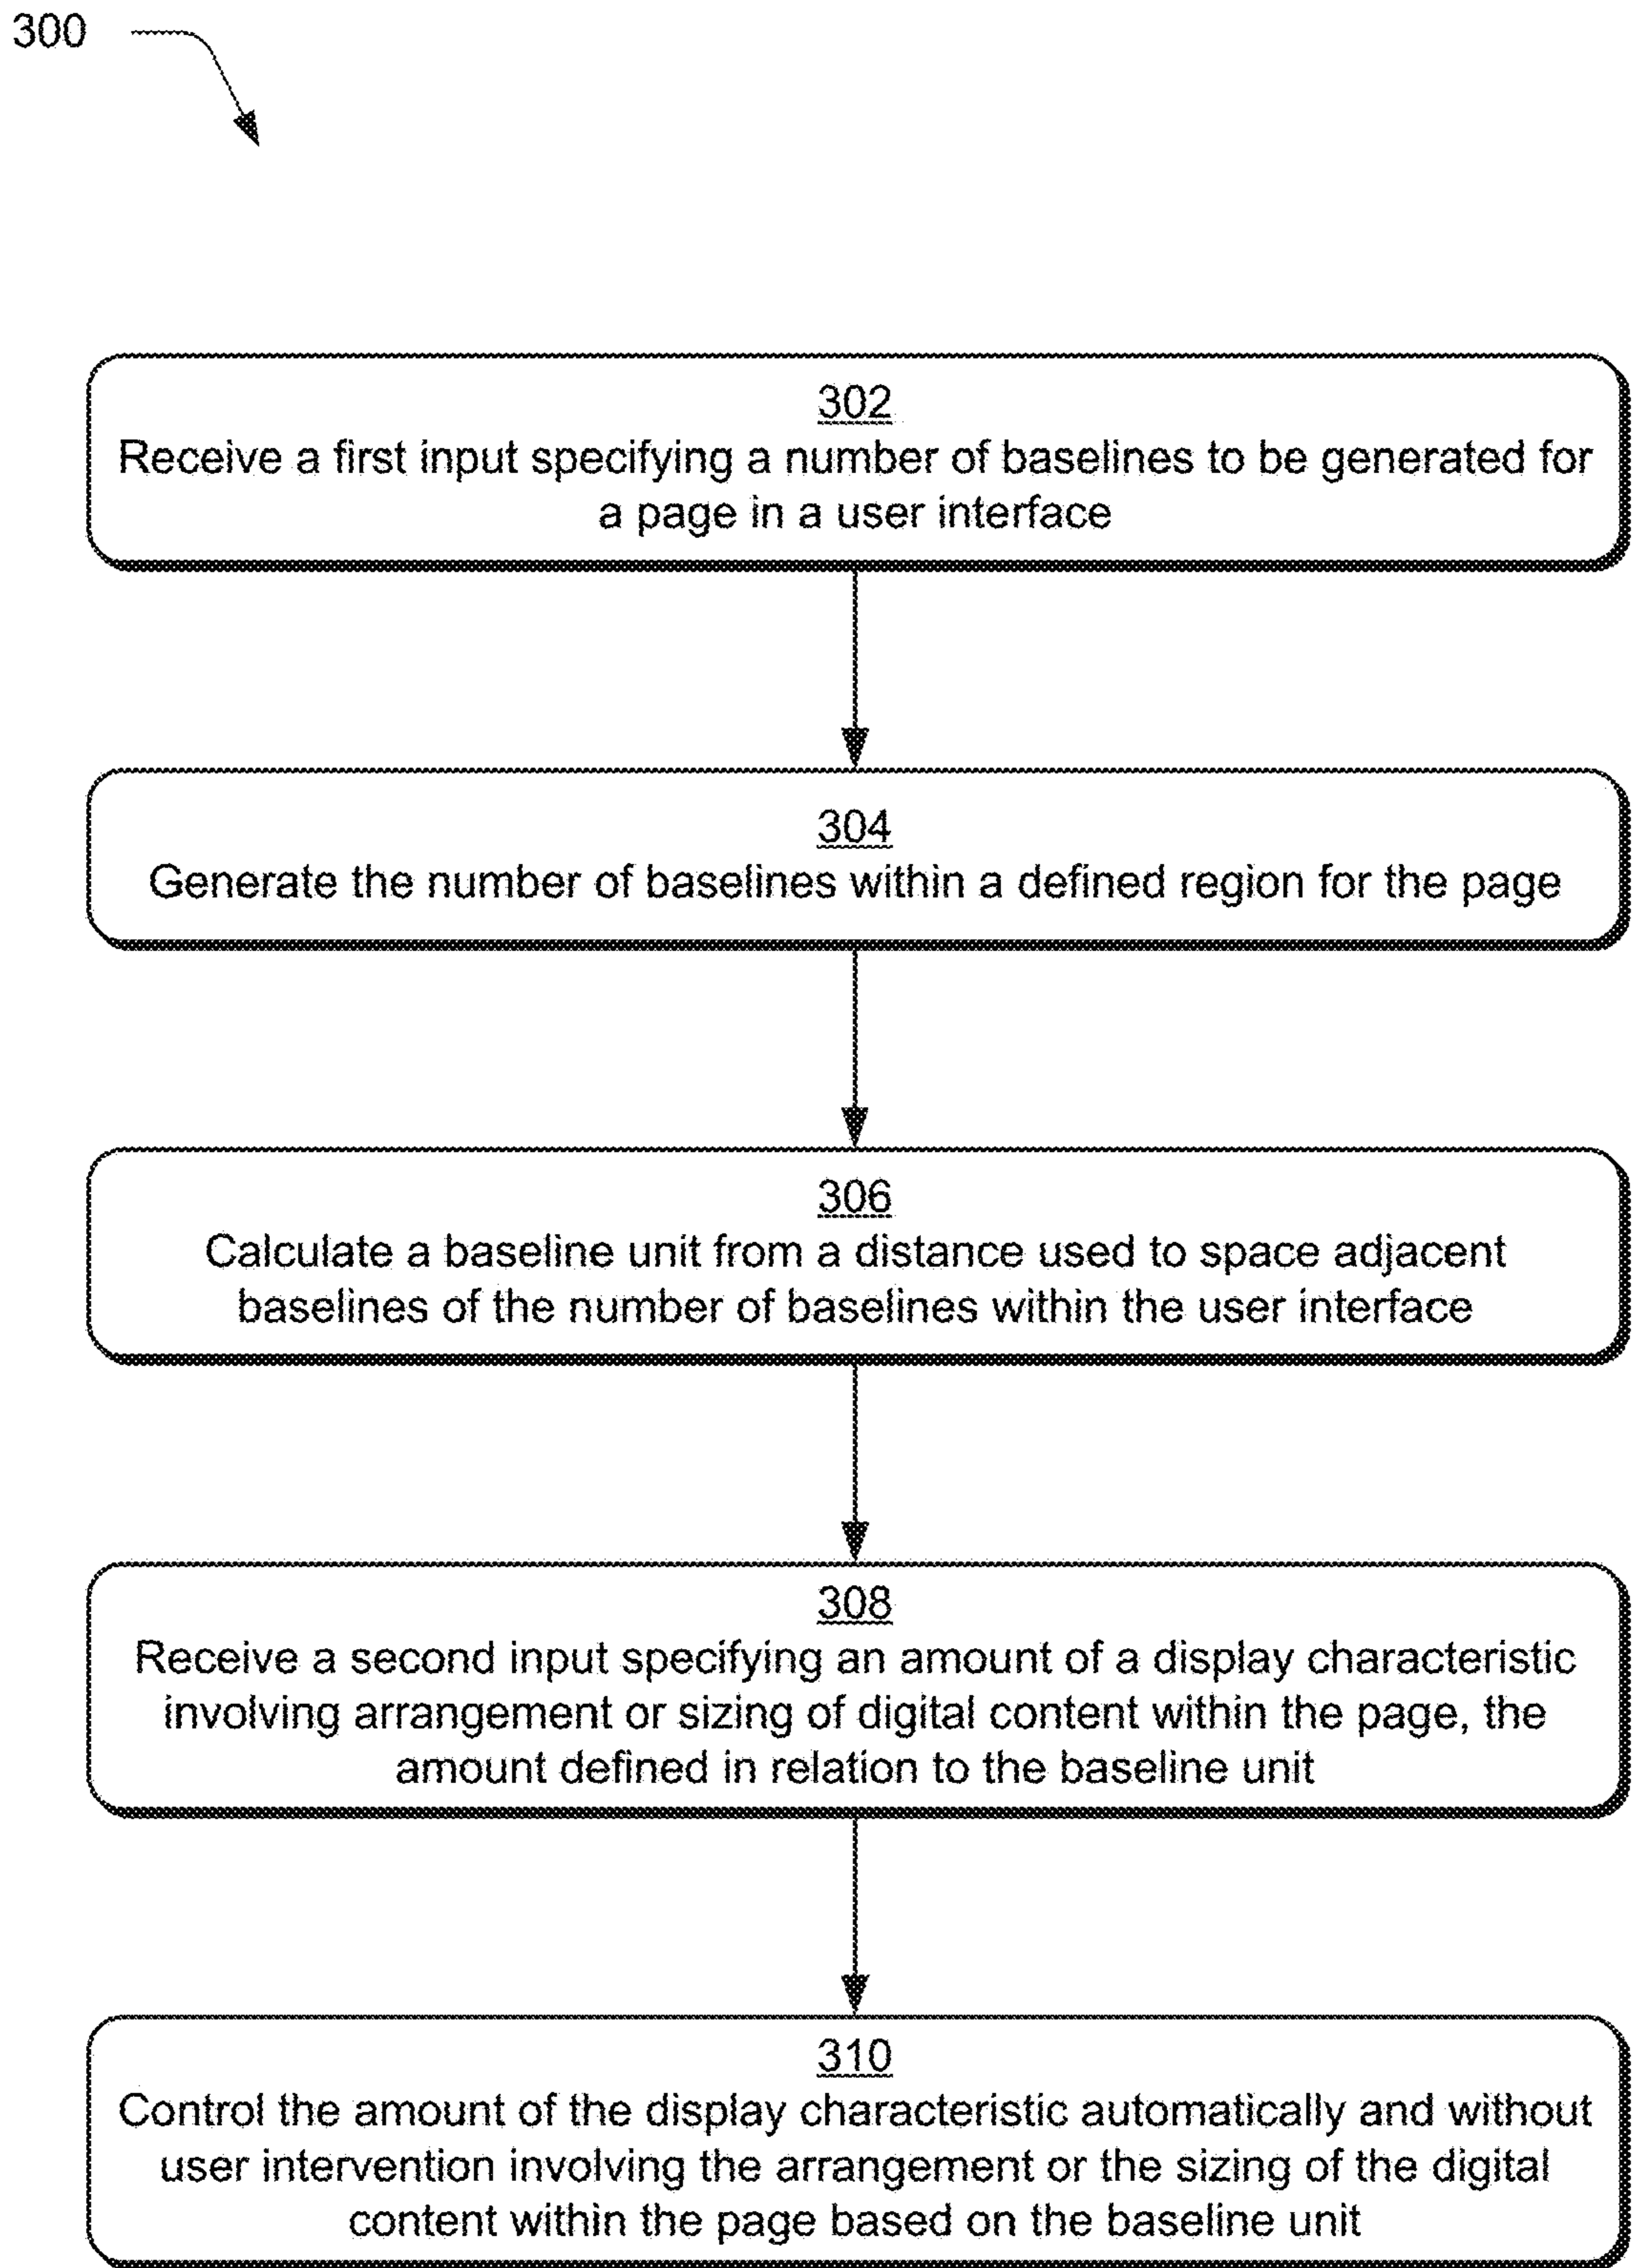 300
302
Receive a first input specifying a number of baselines to be generated for
a page in a user interface
304
Generate the number of baselines within a defined region for the page
306
Calculate a baseline unit from a distance used to space adjacent
baselines of the number of baselines within the user interface
308
Receive a second input specifying an amount of a display characteristic
involving arrangement or sizing of digital content within the page, the
amount defined in relation to the baseline unit
310
Control the amount of the display characteristic automatically and without
user intervention involving the arrangement or the sizing of the digital
content within the page based on the baseline unit